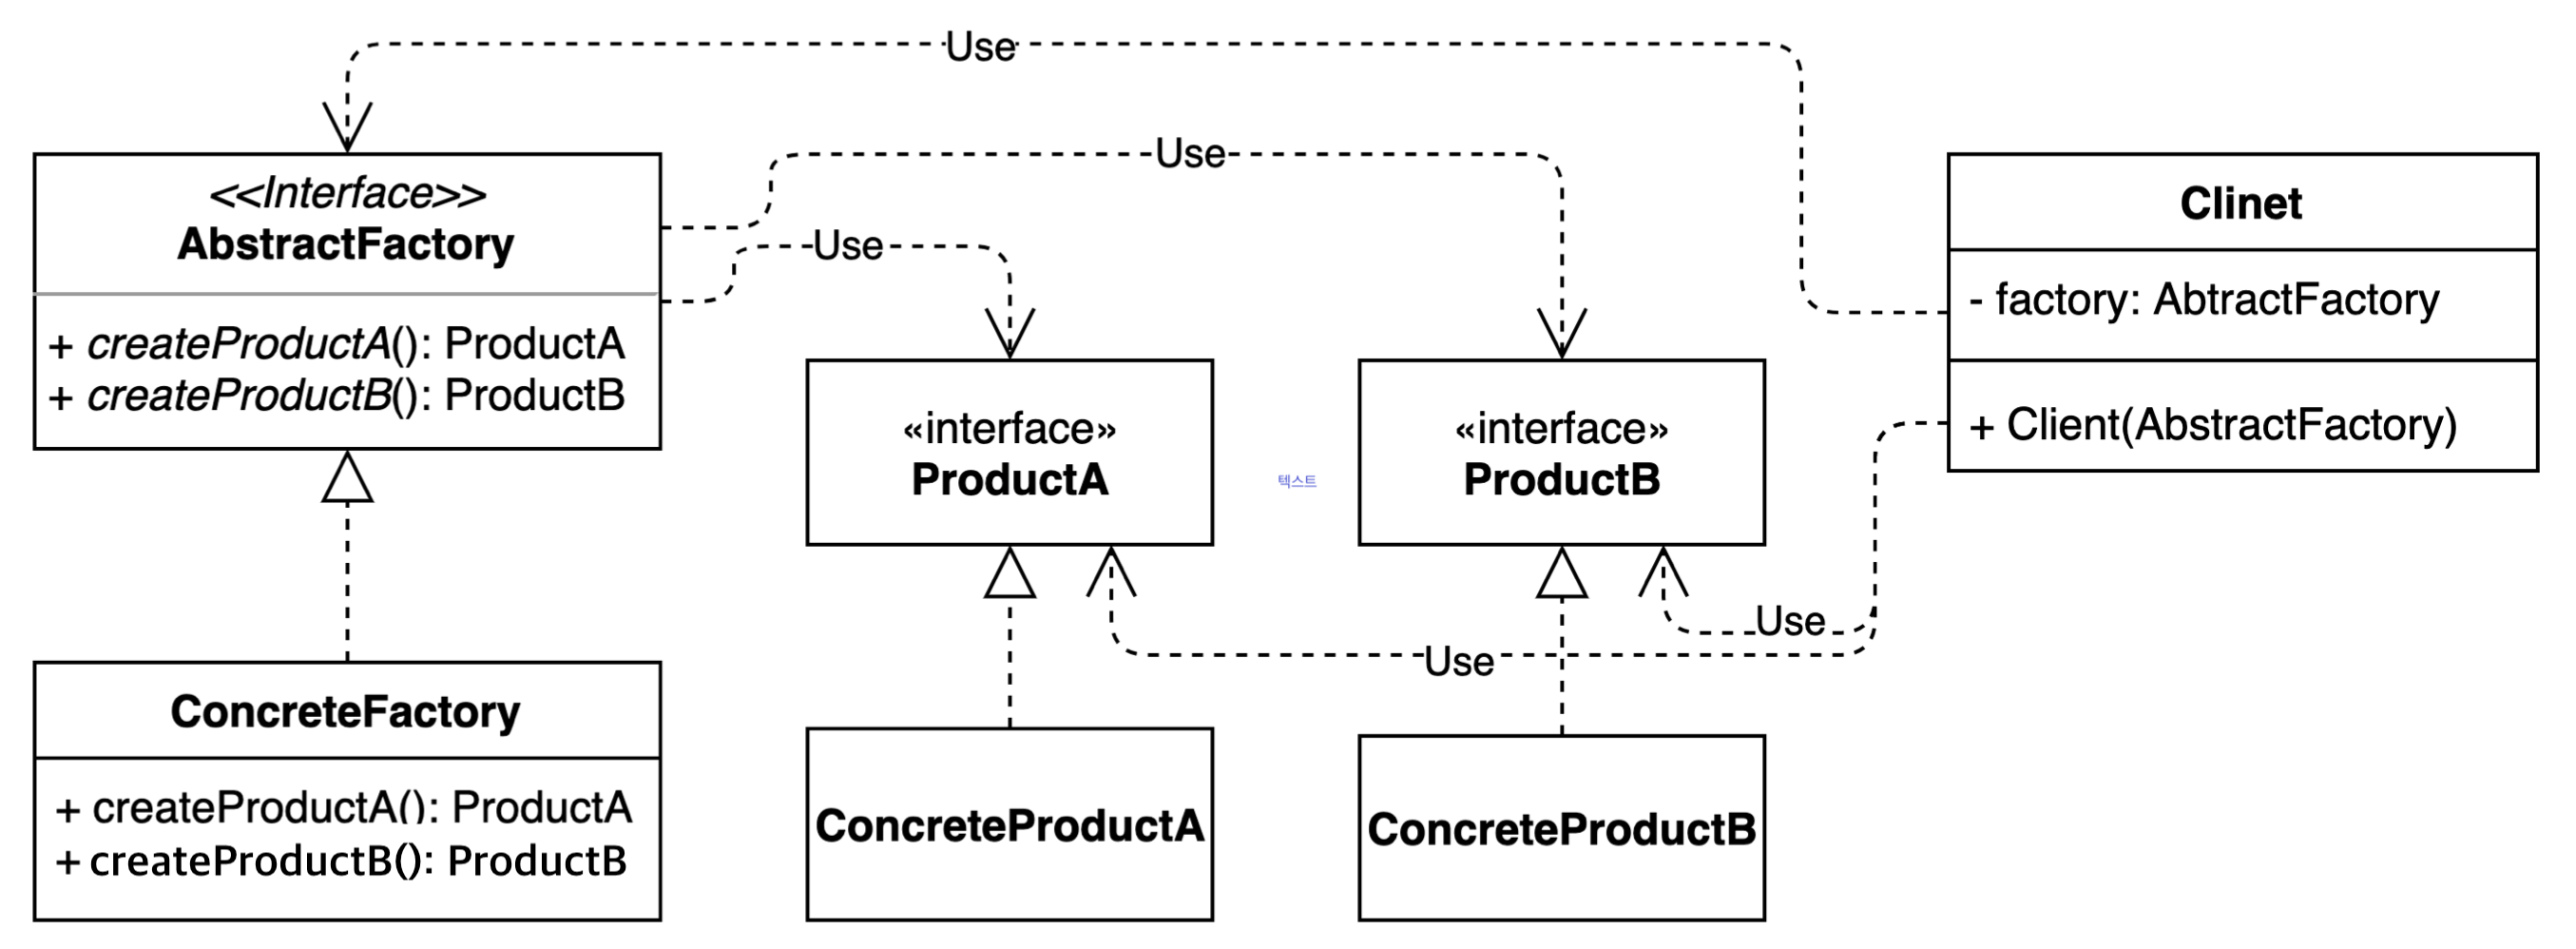 Use
Use
Use
<<Interface>>
AbstractFactory
+ createProductA(): ProductA
+ createProductB(): ProductB
Clinet
- factory: AbtractFactory
+ Client(AbstractFactory)
«interface»
ProductA
텍스트
«interface»
ProductB
Use
Use
ConcreteFactory
+ createProductA(): ProductA
+ createProductB(): ProductB
ConcreteProductA
ConcreteProductB